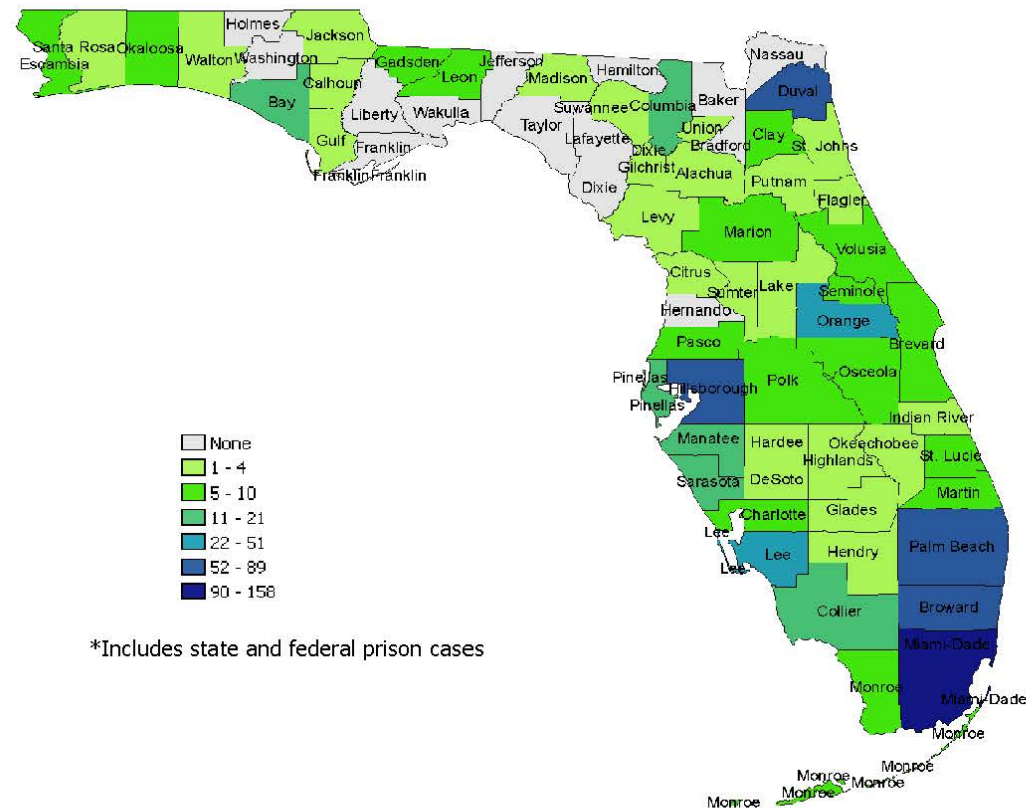 Holmes
Jackson
Santa Rosa
Okaloosa
Escambia
Walton
Washington
Gadsden
Jefferson
Leon
Madison
Hamilton
Nassau
Calhoun
Bay
Liberty
Wakulla
Suwannee
Columbia
Baker
Duval
Taylor
Lafayette
Union
Clay
Gulf
Franklin
Bradford
St. Johns
Franklin
Franklin
Dixie
Gilchrist
Alachua
Dixie
Putnam
Flagler
Levy
Marion
Volusia
Citrus
Sumter
Lake
Seminole
Hernando
Orange
Pasco
Brevard
Osceola
Pinellas
Hillsborough
Polk
Pinellas
Indian River
Manatee
Hardee
Okeechobee
Highlands
St. Lucie
Sarasota
DeSoto
Martin
Charlotte
Glades
Lee
Lee
Lee
Hendry
Palm Beach
Collier
Broward
Miami-Dade
Monroe
Miami-Dade
Monroe
Monroe
Monroe
Monroe
Monroe
Monroe
None
1 - 4
5 - 10
11 - 21
22 - 51
52 - 89
90 - 158
*Includes state and federal prison cases